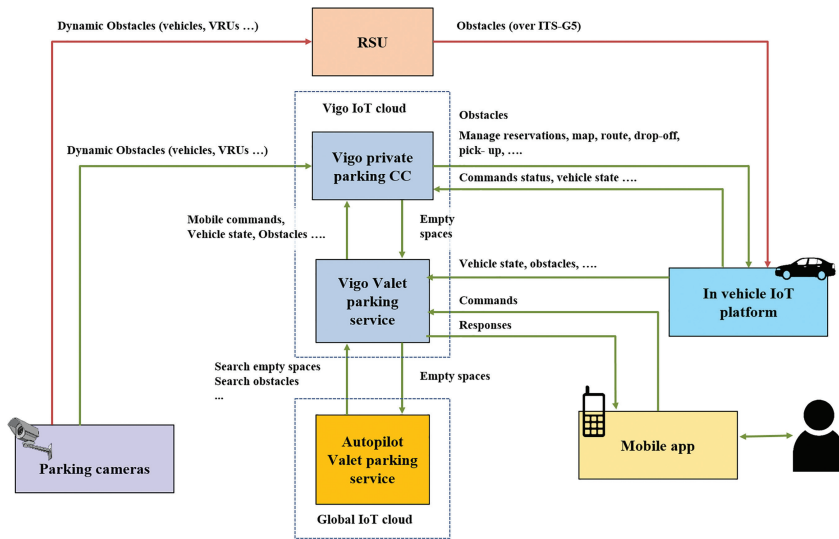 Dynamic Obstacles (vehicles, VRUs ...)
RSU
Obstacles (over ITS-G5)
Vigo IoT cloud
Obstacles
Manage reservations, map, route, drop-off,
pick- up, ....
Dynamic Obstacles (vehicles, VRUs ...)
Vigo private
parking CC
Commands status, vehicle state ....
Mobile commands,
Vehicle state, Obstacles ....
Empty
spaces
Vehicle state, obstacles, ....
Vigo Valet
parking
service
In vehicle IoT
platform
Commands
Responses
Search empty spaces
Search obstacles
...
Empty spaces
Parking cameras
Autopilot
Valet parking
service
Mobile app
Global IoT cloud